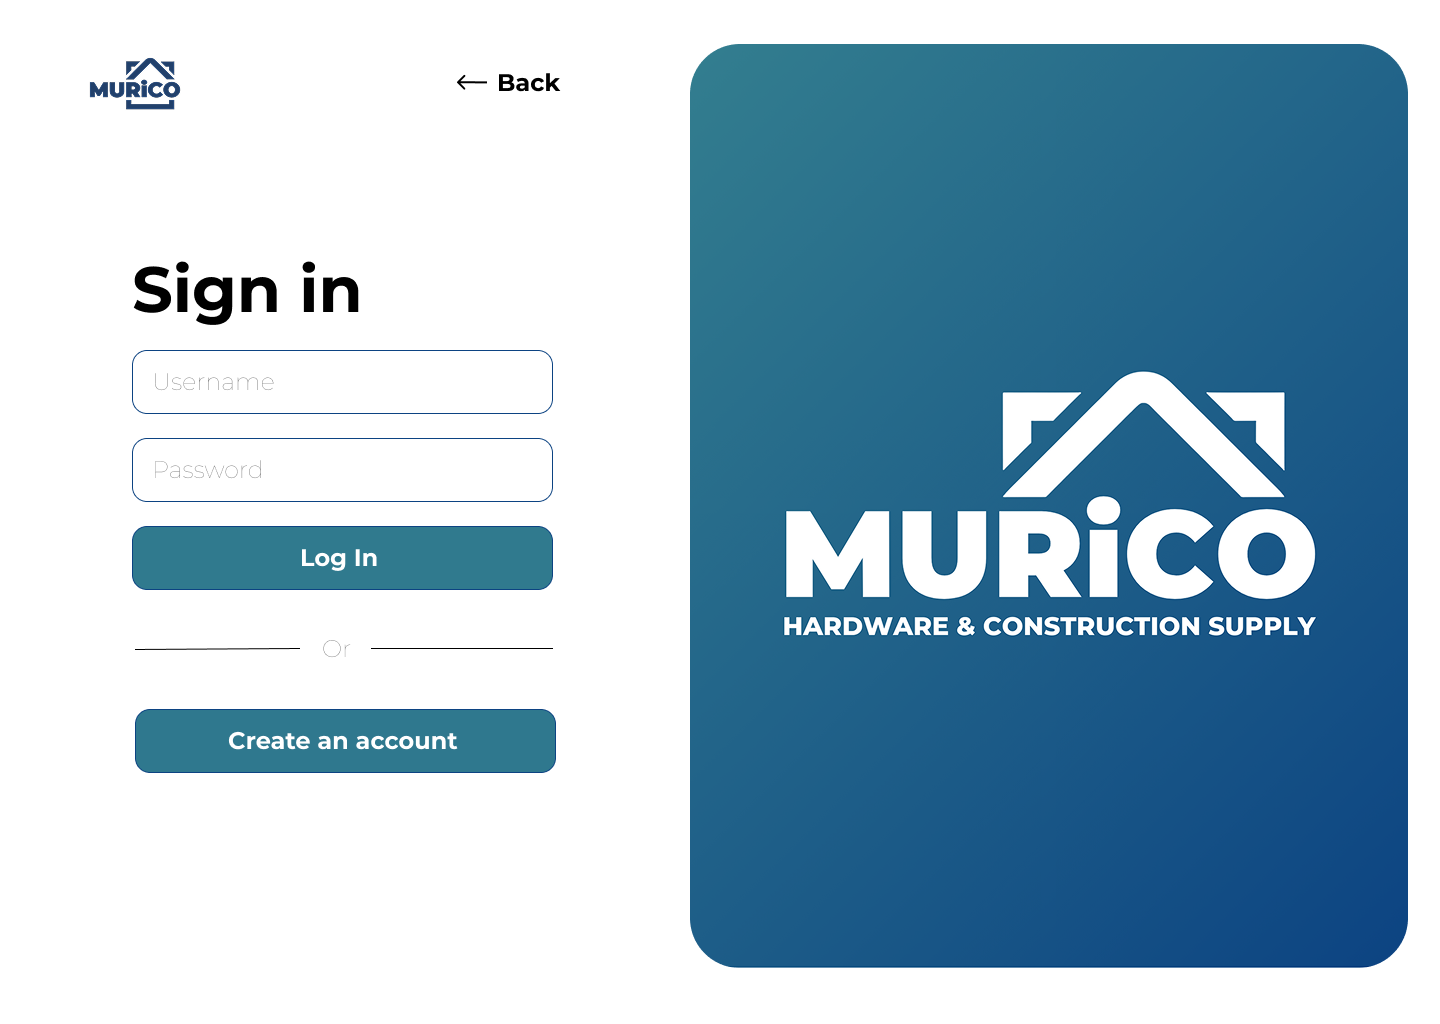 MURiCO
Back
Sign in
Username
Password
Log In
Or
Create an account
MURiCO
HARDWARE & CONSTRUCTION SUPPLY